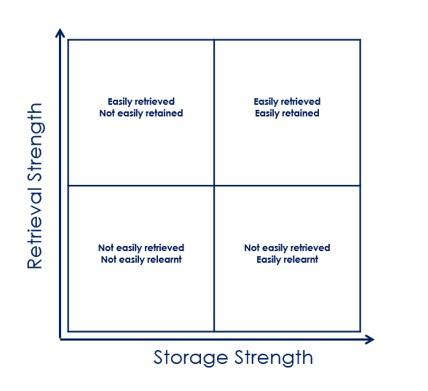 Retrieval Strength
Easily retrieved
Not easily retained
Easily retrieved
Easily retained
Not easily retrieved
Not easily relearnt
Not easily retrieved
Easily relearnt
Storage Strength